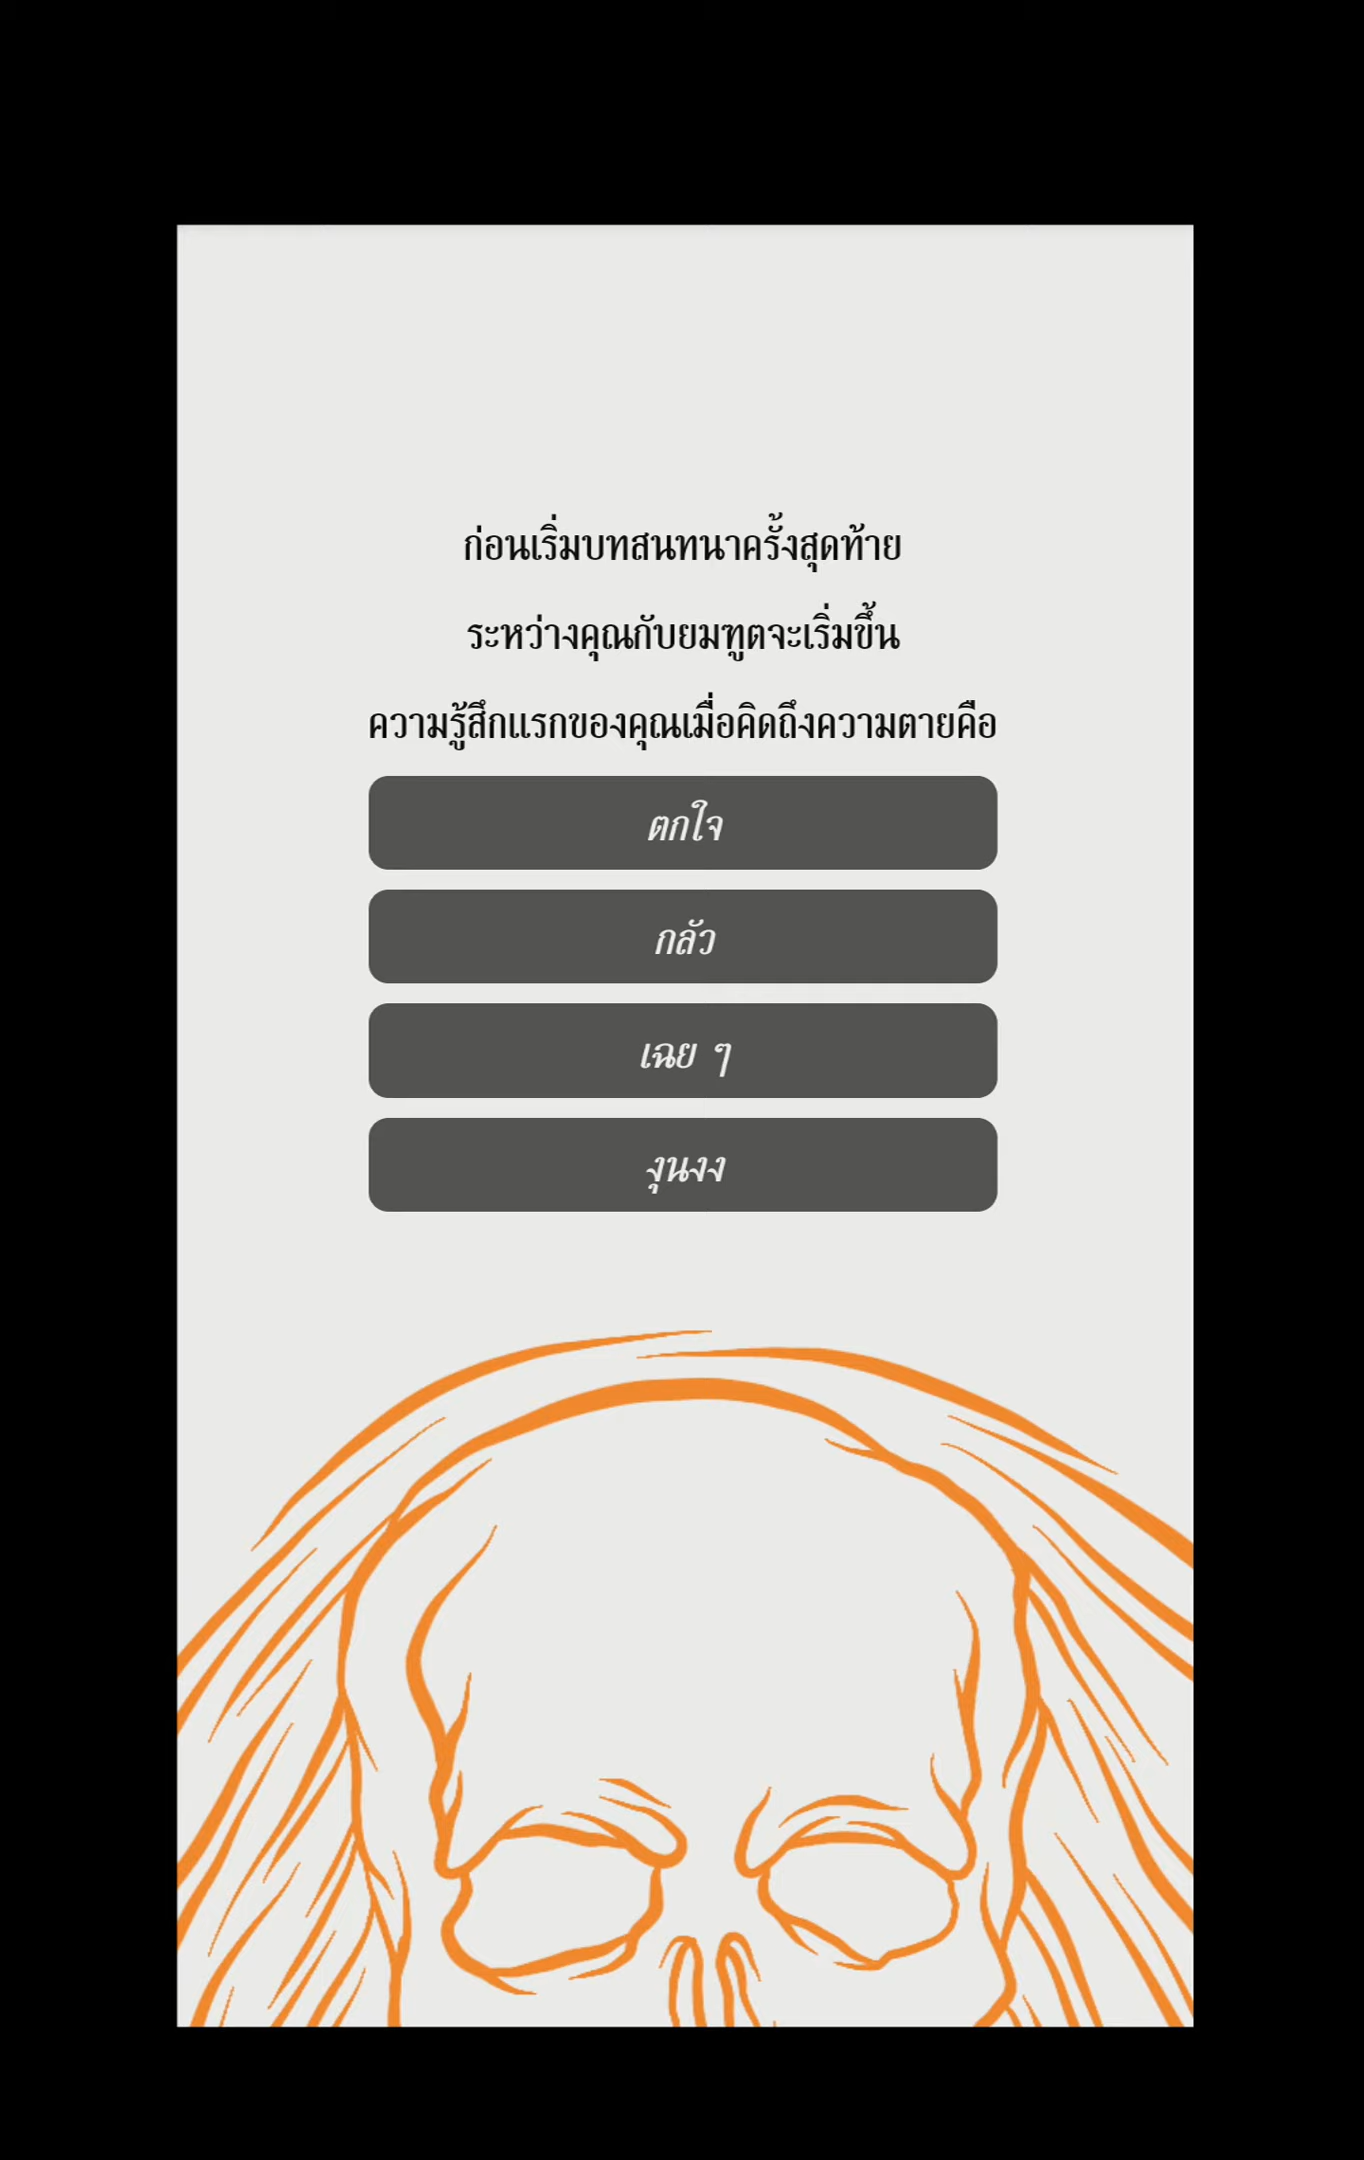 ก่อนเริ่มบทสนทนาครั้งสุดท้าย
ระหว่างคุณกับยมฑูตจะเริ่มขึ้น
ความรู้สึกแรกของคุณเมื่อคิดถึงความตายคือ
ตกใจ
กลัว
เฉย ๆ
งุนงง